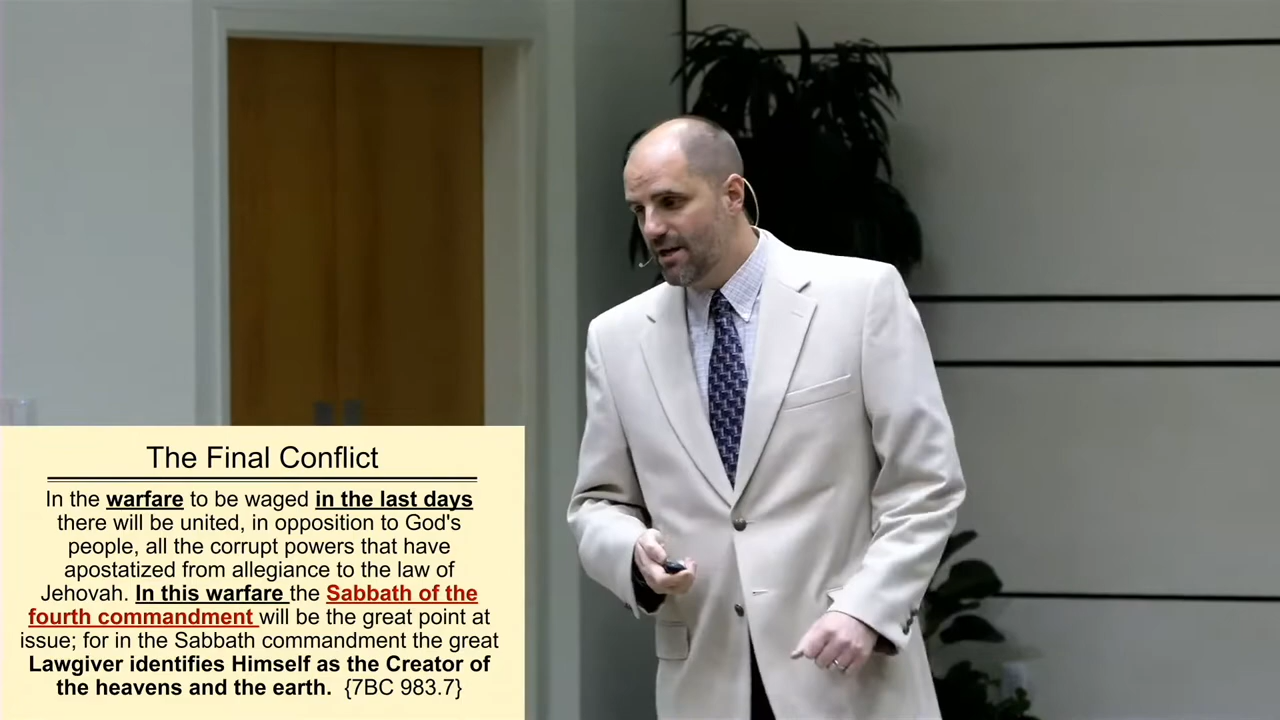 The Final Conflict
In the warfare to be waged in the last days
there will be united, in opposition to God's
people, all the corrupt powers that have
apostatized from allegiance to the law of
Jehovah. In this warfare the Sabbath of the
fourth commandment will be the great point at
issue; for in the Sabbath commandment the great
Lawgiver identifies Himself as the Creator of
the heavens and the earth. {7BC 983.7}